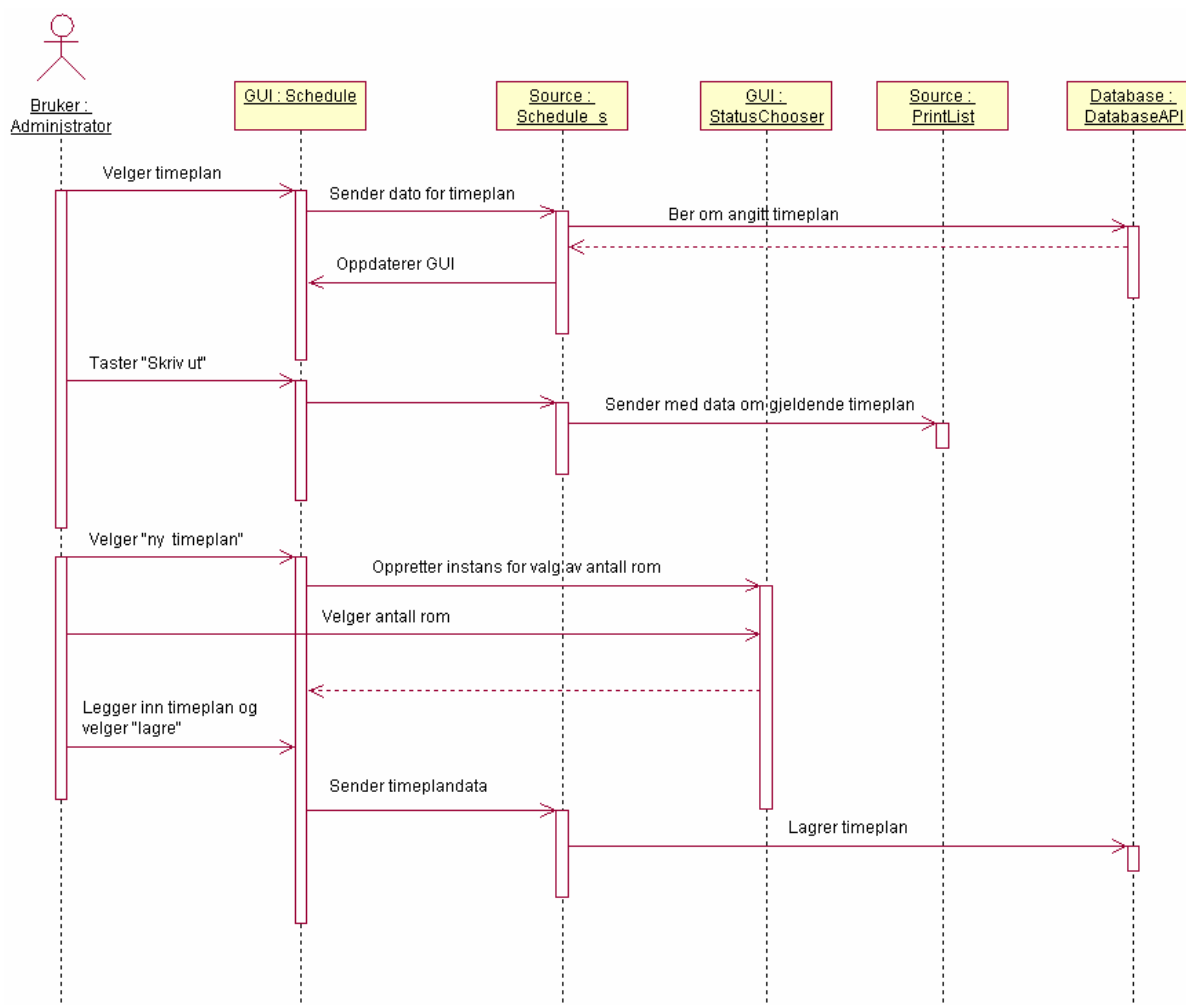 Bruker :
Administrator
GUI : Schedule
Source :
Schedule_s
GUI :
StatusChooser
Source :
PrintList
Database :
DatabaseAPI
Velger timeplan
Sender dato for timeplan
Ber om angitt timeplan
Oppdaterer GUI
Taster "Skriv ut"
Sender med data om gjeldende timeplan
Velger "ny timeplan"
Oppretter instans for valg av antall rom
Velger antall rom
Legger inn timeplan og
velger "lagre"
Sender timeplandata
Lagrer timeplan